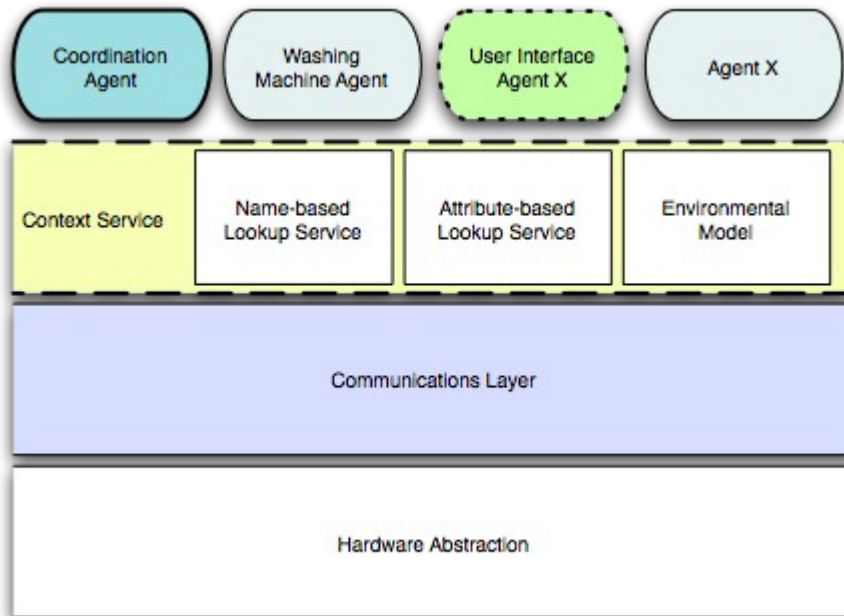 Coordination
Agent
Washing
Machine Agent
User Interface
Agent X
Agent X
Context Service
Name-based
Lookup Service
Attribute-based
Lookup Service
Environmental
Model
Communications Layer
Hardware Abstraction